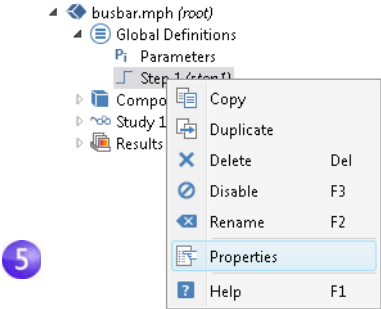 busbar.mph (root)
Global Definitions
Pi Parameters
Step 1 (step1)
Compo
Study 1
Results
Copy
Duplicate
Delete Del
Disable F3
Rename F2
Properties
Help F1
5